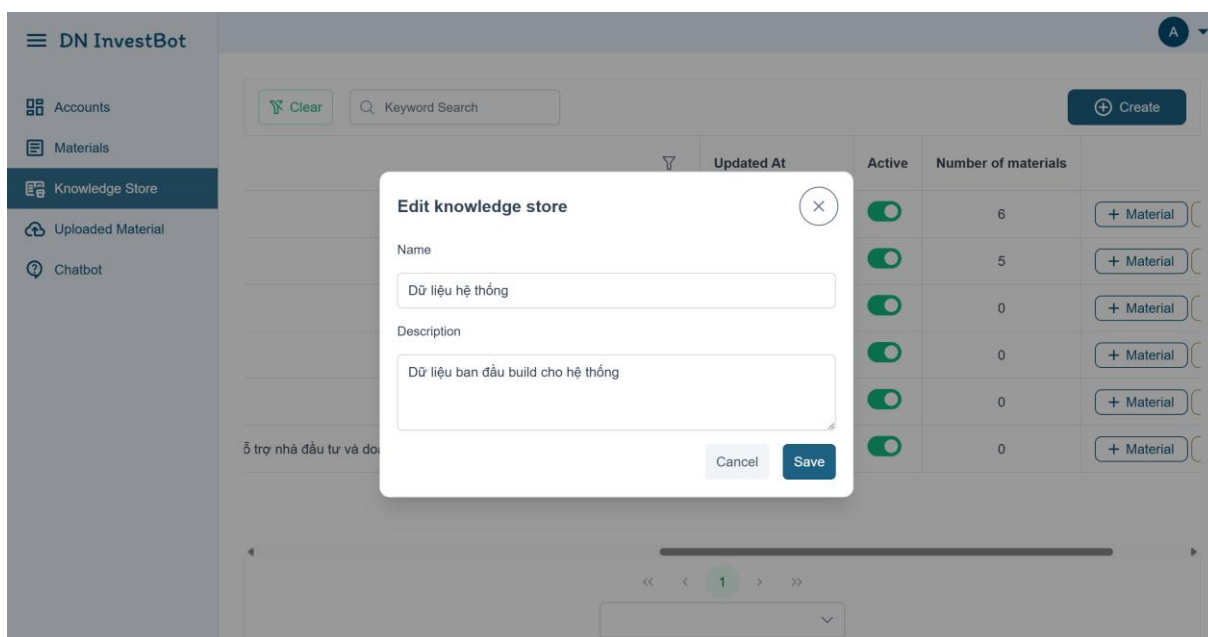 DN InvestBot
A
Accounts
Materials
Knowledge Store
Uploaded Material
Chatbot
Clear
Keyword Search
Create
Updated At
Active
Number of materials
6
+ Material
5
+ Material
0
+ Material
0
+ Material
0
+ Material
ỗ trợ nhà đầu tư và
0
+ Material
Edit knowledge store
Name
Dữ liệu hệ thống
Description
Dữ liệu ban đầu build cho hệ thống
Cancel
Save
1